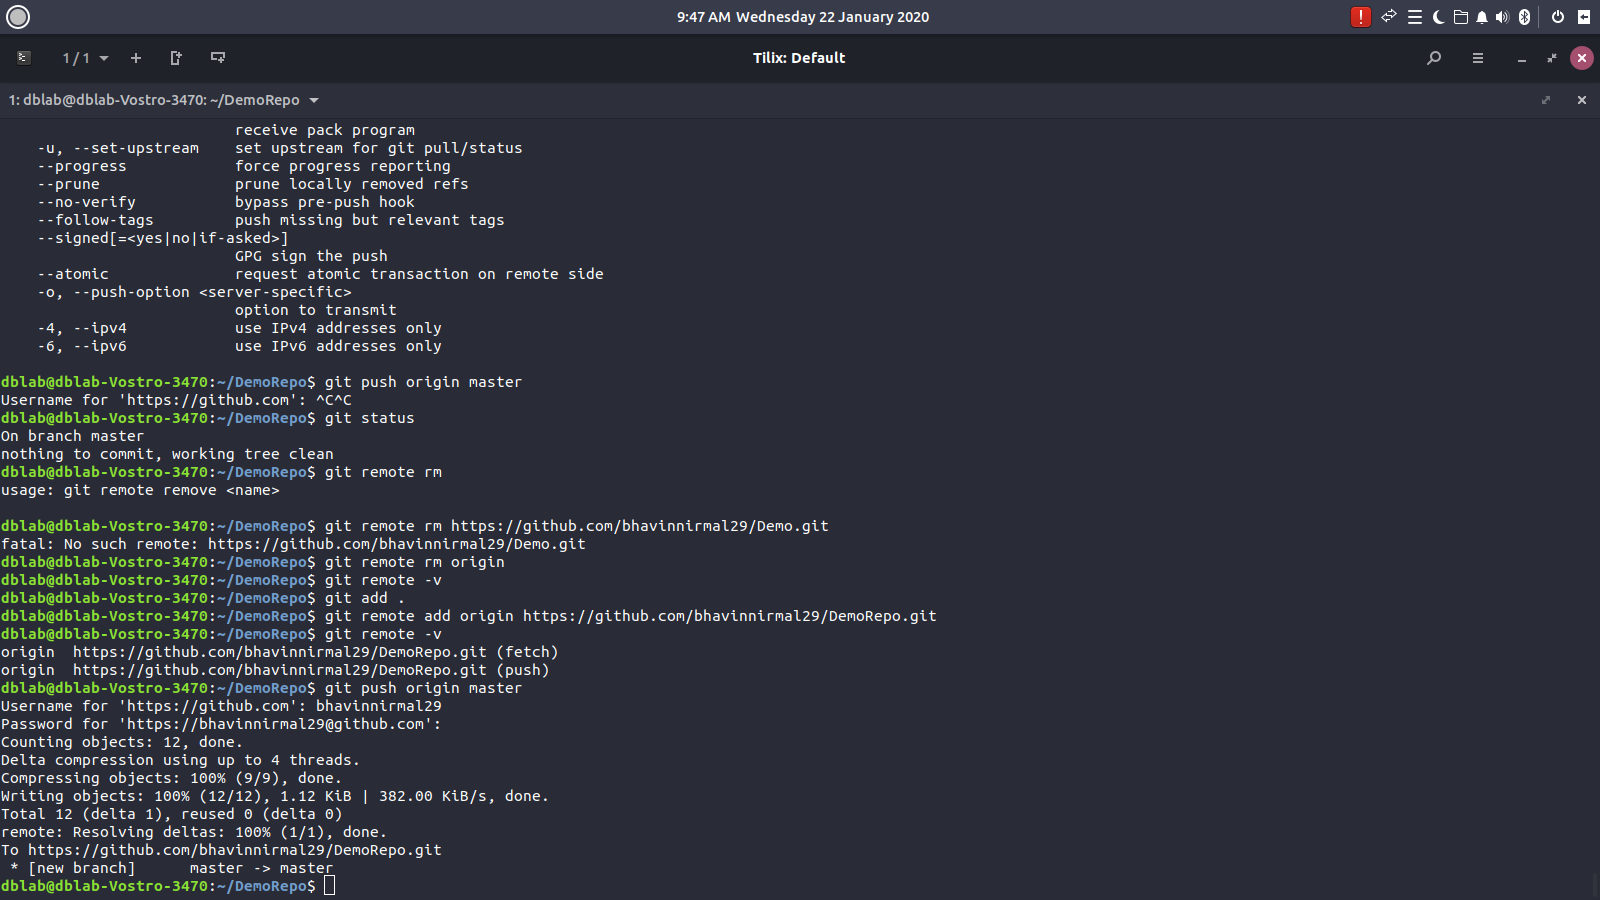 9:47 AM Wednesday 22 January 2020
1 / 1
Tilix: Default
1: dblab@dblab-Vostro-3470: ~/DemoRepo
                          receive pack program
    -u, --set-upstream    set upstream for git pull/status
    --progress            force progress reporting
    --prune               prune locally removed refs
    --no-verify           bypass pre-push hook
    --follow-tags         push missing but relevant tags
    --signed[=<yes|no|if-asked>]
                          GPG sign the push
    --atomic              request atomic transaction on remote side
    -o, --push-option <server-specific>
                          option to transmit
    -4, --ipv4            use IPv4 addresses only
    -6, --ipv6            use IPv6 addresses only
dblab@dblab-Vostro-3470:~/DemoRepo$ git push origin master
Username for 'https://github.com': ^C^C
dblab@dblab-Vostro-3470:~/DemoRepo$ git status
On branch master
nothing to commit, working tree clean
dblab@dblab-Vostro-3470:~/DemoRepo$ git remote rm
usage: git remote remove <name>
dblab@dblab-Vostro-3470:~/DemoRepo$ git remote rm https://github.com/bhavinnirmal29/Demo.git
fatal: No such remote: https://github.com/bhavinnirmal29/Demo.git
dblab@dblab-Vostro-3470:~/DemoRepo$ git remote rm origin
dblab@dblab-Vostro-3470:~/DemoRepo$ git remote -v
dblab@dblab-Vostro-3470:~/DemoRepo$ git add .
dblab@dblab-Vostro-3470:~/DemoRepo$ git remote add origin https://github.com/bhavinnirmal29/DemoRepo.git
dblab@dblab-Vostro-3470:~/DemoRepo$ git remote -v
origin  https://github.com/bhavinnirmal29/DemoRepo.git (fetch)
origin  https://github.com/bhavinnirmal29/DemoRepo.git (push)
dblab@dblab-Vostro-3470:~/DemoRepo$ git push origin master
Username for 'https://github.com': bhavinnirmal29
Password for 'https://bhavinnirmal29@github.com':
Counting objects: 12, done.
Delta compression using up to 4 threads.
Compressing objects: 100% (9/9), done.
Writing objects: 100% (12/12), 1.12 KiB | 382.00 KiB/s, done.
Total 12 (delta 1), reused 0 (delta 0)
remote: Resolving deltas: 100% (1/1), done.
To https://github.com/bhavinnirmal29/DemoRepo.git
 * [new branch]      master -> master
dblab@dblab-Vostro-3470:~/DemoRepo$